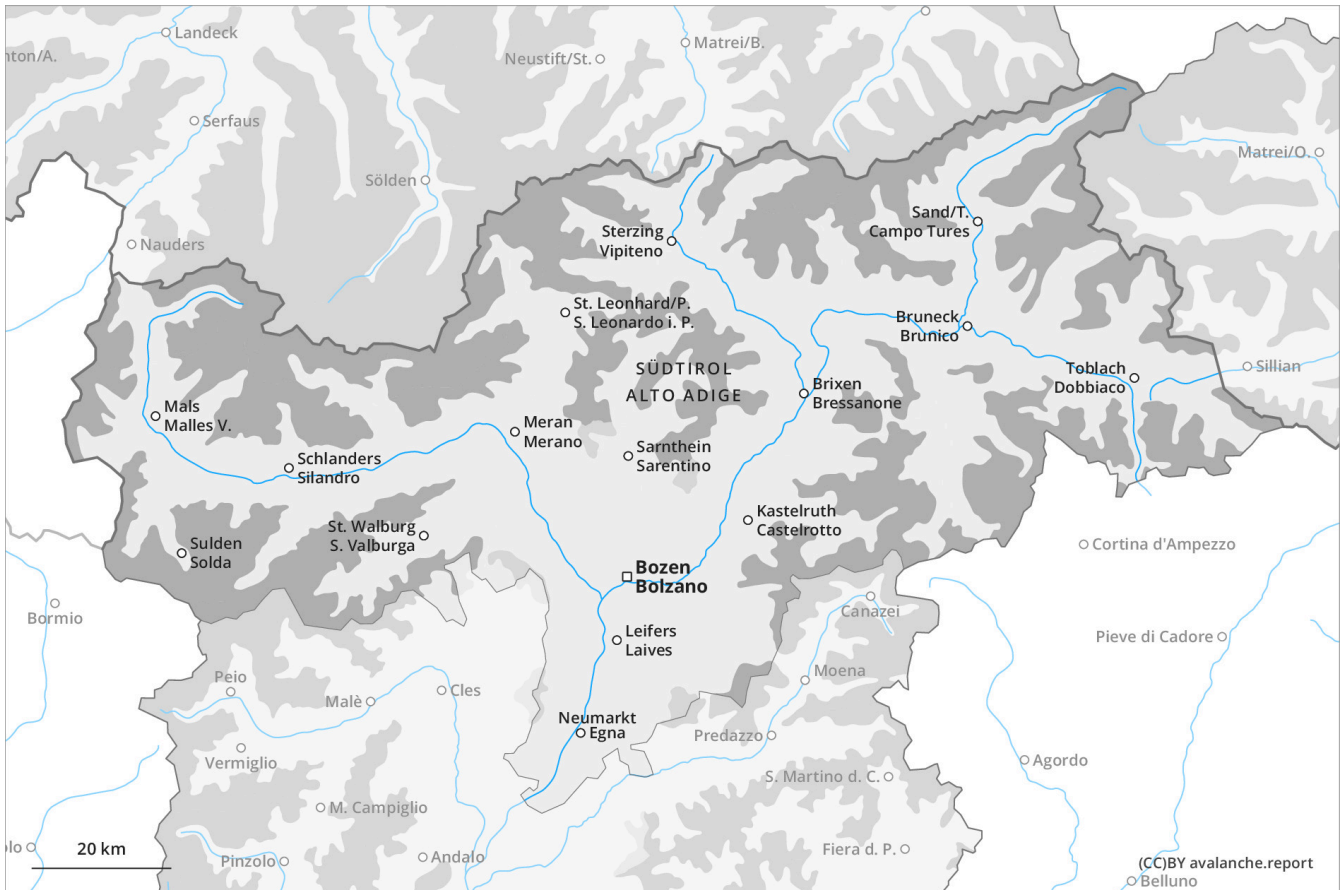 Landeck
Matrei/B.
Neustift/St.
Serfaus
Matrei/O.
Sölden
Sand/T.
Campo Tures
Nauders
Sterzing
Vipiteno
St. Leonhard/P.
S. Leonardo i. P.
Bruneck
Brunico
SÜDTIROL
ALTO ADIGE
Toblach
Dobbiaco
Sillian
Brixen
Bressanone
Mals
Malles V.
Meran
Merano
Schlanders
Silandro
Sarnthein
Sarentino
Kastelruth
Castelrotto
St. Walburg
S. Valburga
Sulden
Solda
Cortina d'Ampezzo
Bozen
Bolzano
Bormio
Canazei
Leifers
Laives
Pieve di Cadore
Peio
Malè
Cles
Moena
Neumarkt
Egna
Predazzo
Vermiglio
Agordo
S. Martino d. C.
M. Campiglio
20 km
Pinzolo
Andalo
Fiera d. P.
(CC)BY avalanche.report
Belluno